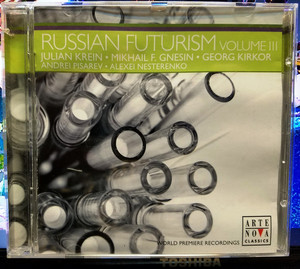 RUSSIAN FUTURISM VOLUME III
JULIAN KREIN • MIKHAIL F. GNESIN • GEORG KIRKOR
ANDREI PISAREV • ALEXEI NESTERENKO
WORLD PREMIERE RECORDINGS
ARTE
NOVA
CLASSICS
TOSHIBA